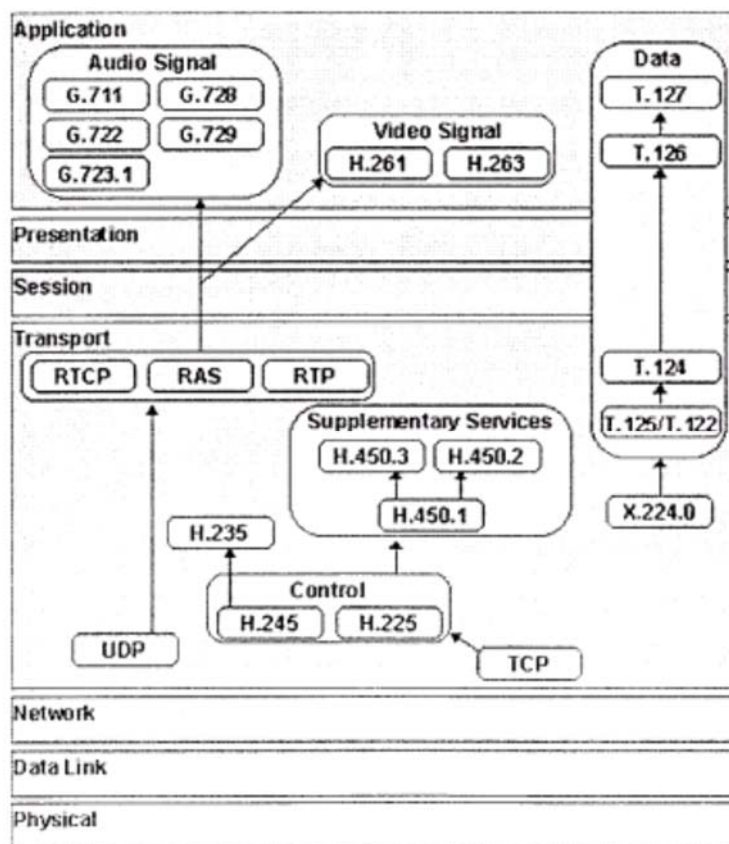 Application
Audio Signal
G.711 G.728
G.722 G.729
G.723.1
Video Signal
H.261 H.263
Data
T.127
T.126
Presentation
Session
Transport
RTCP RAS RTP
T.124
T.125/T.122
Supplementary Services
H.450.3 H.450.2
H.450.1
X.224.0
H.235
Control
H.245 H.225
UDP
TCP
Network
Data Link
Physical